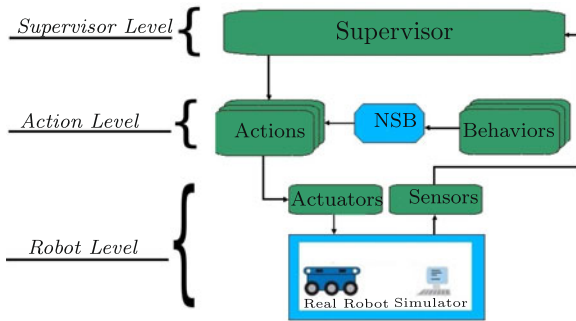 Supervisor Level
Supervisor
Action Level
Actions
NSB
Behaviors
Actuators
Sensors
Robot Level
Real Robot Simulator